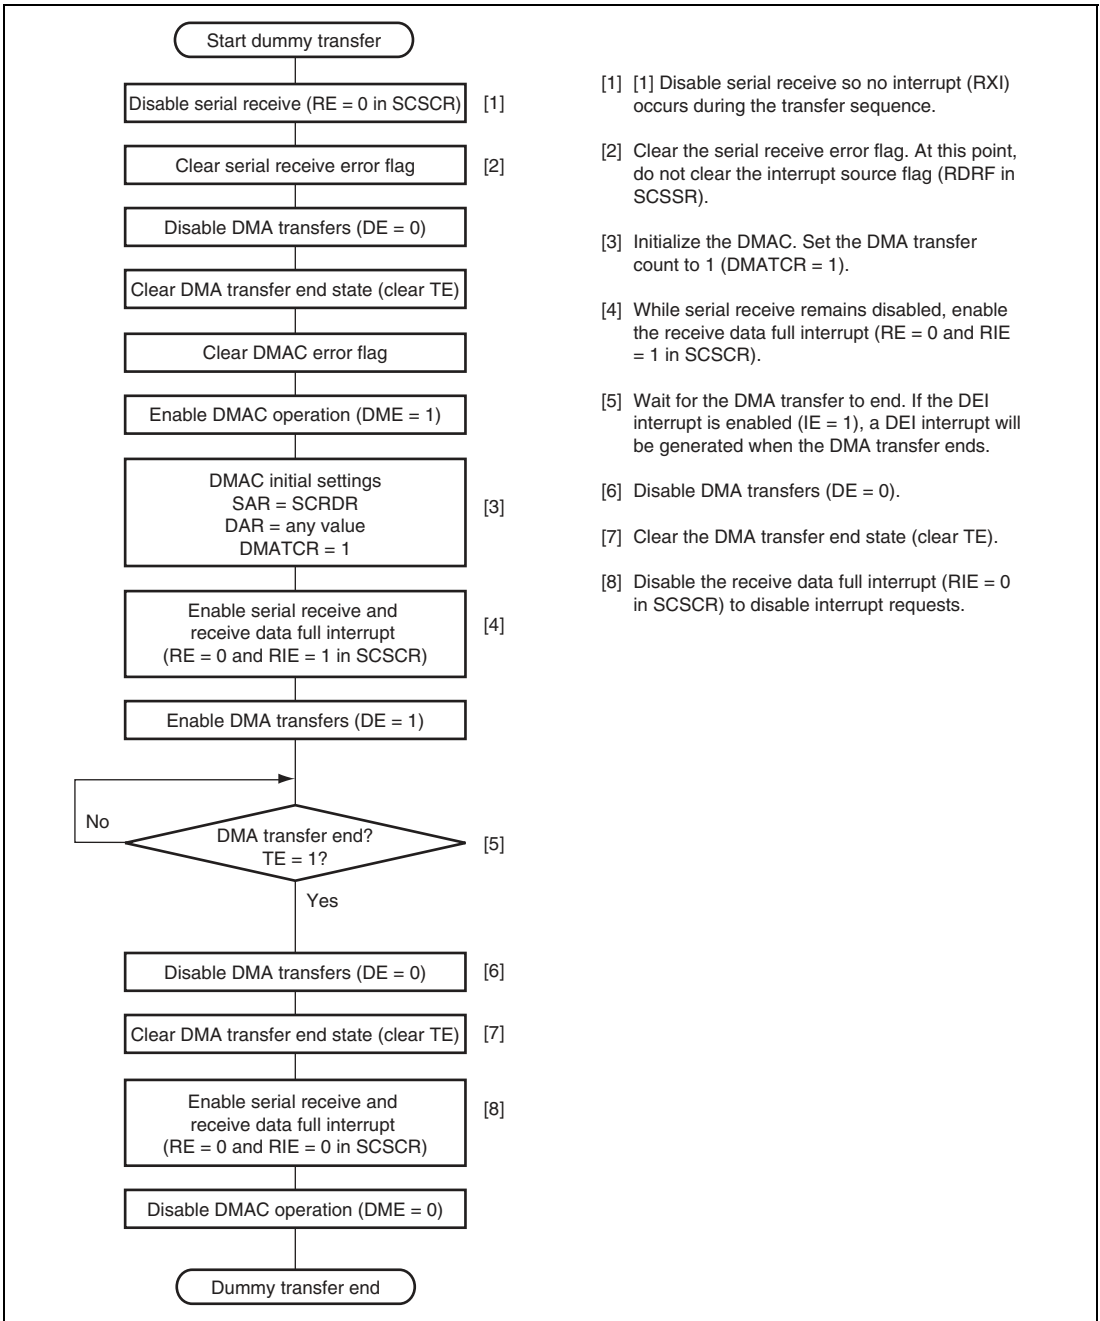 Start dummy transfer
Disable serial receive (RE = 0 in SCSCR)
[1]
Clear serial receive error flag
[2]
Disable DMA transfers (DE = 0)
Clear DMA transfer end state (clear TE)
Clear DMAC error flag
Enable DMAC operation (DME = 1)
DMAC initial settings
SAR = SCRDR
DAR = any value
DMATCR = 1
[3]
Enable serial receive and
receive data full interrupt
(RE = 0 and RIE = 1 in SCSCR)
[4]
Enable DMA transfers (DE = 1)
No
DMA transfer end?
TE = 1?
[5]
Yes
Disable DMA transfers (DE = 0)
[6]
Clear DMA transfer end state (clear TE)
[7]
Enable serial receive and
receive data full interrupt
(RE = 0 and RIE = 0 in SCSCR)
[8]
Disable DMAC operation (DME = 0)
Dummy transfer end
[1] [1] Disable serial receive so no interrupt (RXI)
occurs during the transfer sequence.
[2] Clear the serial receive error flag. At this point,
do not clear the interrupt source flag (RDRF in
SCSSR).
[3] Initialize the DMAC. Set the DMA transfer
count to 1 (DMATCR = 1).
[4] While serial receive remains disabled, enable
the receive data full interrupt (RE = 0 and RIE
= 1 in SCSCR).
[5] Wait for the DMA transfer to end. If the DEI
interrupt is enabled (IE = 1), a DEI interrupt will
be generated when the DMA transfer ends.
[6] Disable DMA transfers (DE = 0).
[7] Clear the DMA transfer end state (clear TE).
[8] Disable the receive data full interrupt (RIE = 0
in SCSCR) to disable interrupt requests.